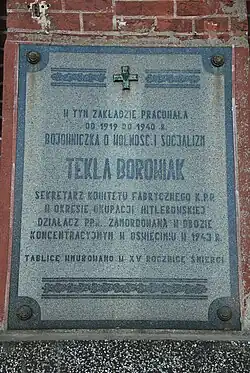 W TYM ZAKŁADZIE PRACOWAŁA
OD 1919 DO 1940 R.
BOJOWNICZKA O WOLNOŚĆ I SOCJALIZM
TEKLA BOROWIAK
SEKRETARZ KOMITETU FABRYCZNEGO K.P.P.
W OKRESIE OKUPACJI HITLEROWSKIEJ
DZIAŁACZ PPR. ZAMORDOWANA W OBOZIE
KONCENTRACYJNYM W OŚWIĘCIMIU W 1943 R.
TABLICĘ WMUROWANO W XV ROCZNICĘ ŚMIERCI